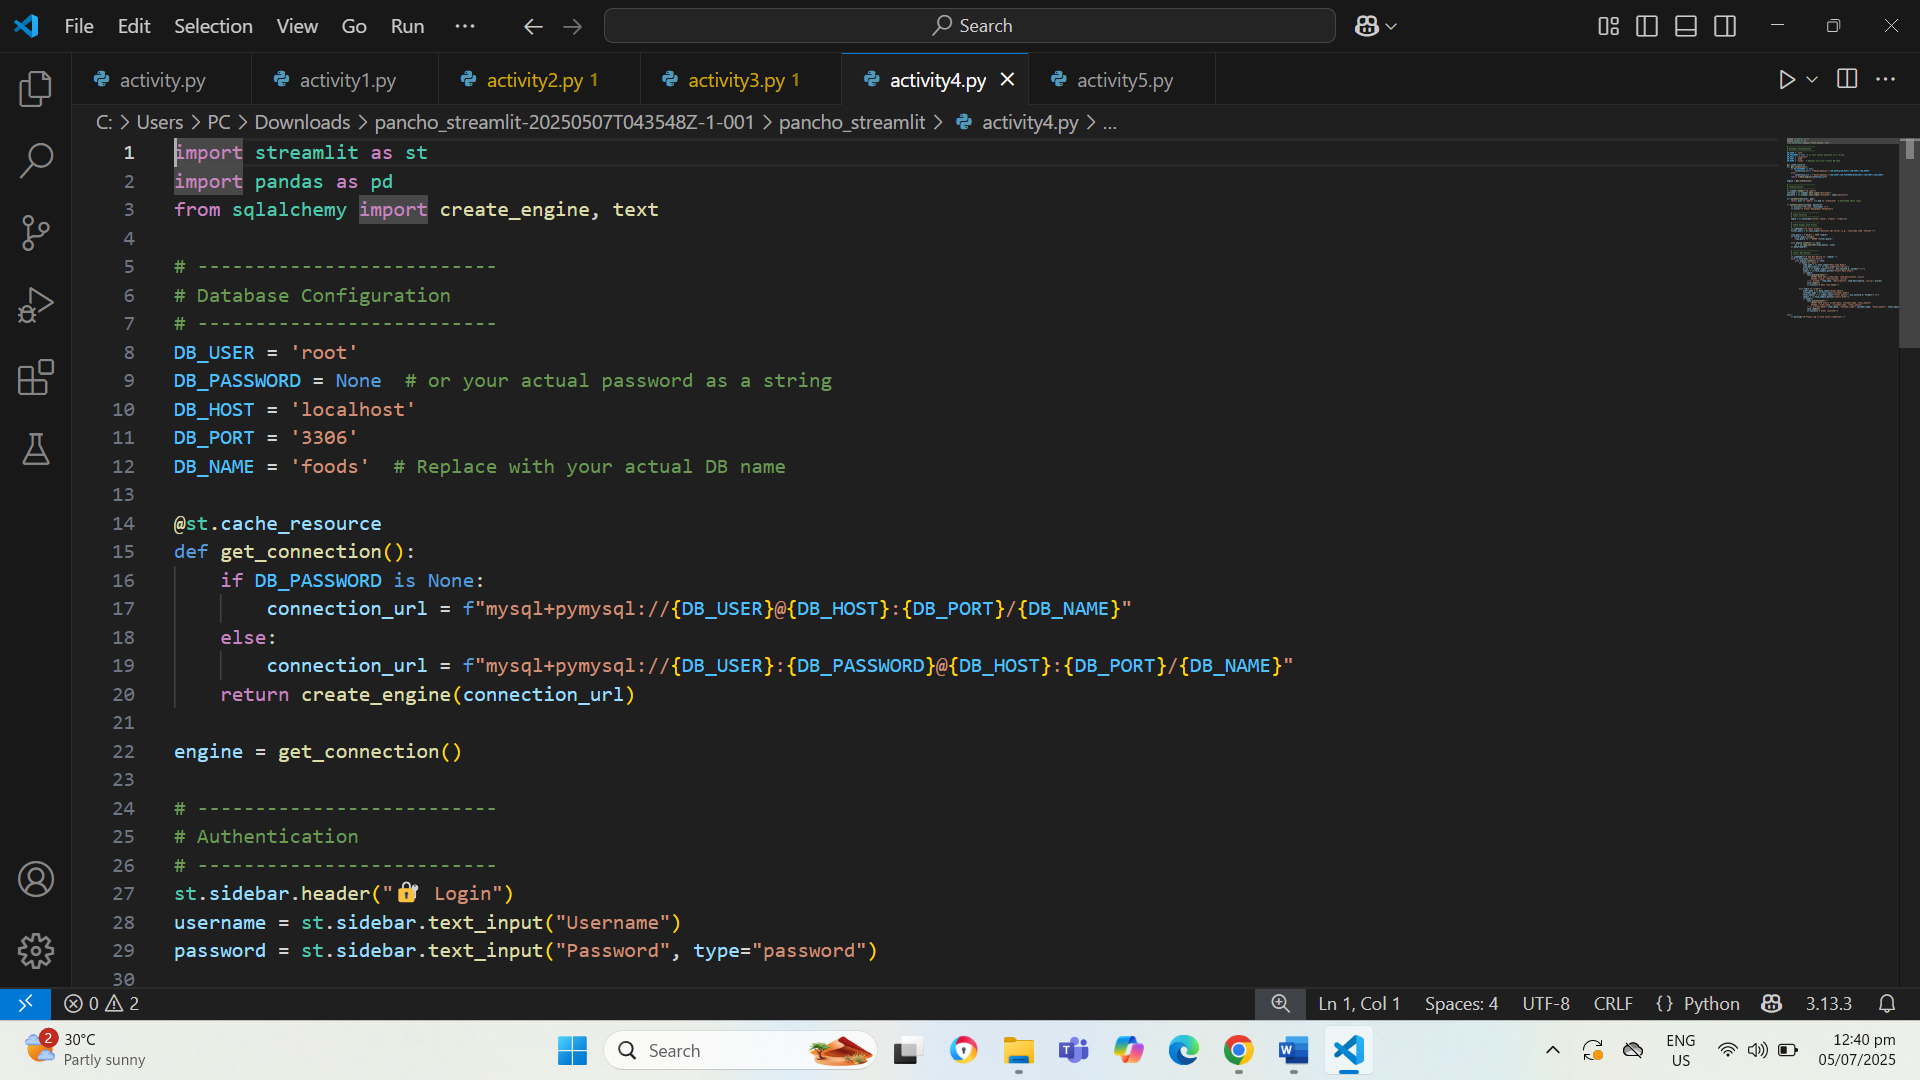 File Edit Selection View Go Run ··· Search
activity.py activity1.py activity2.py 1 activity3.py 1 activity4.py activity5.py
C: > Users > PC > Downloads > pancho_streamlit-20250507T043548Z-1-001 > pancho_streamlit > activity4.py > ...
1 import streamlit as st
2 import pandas as pd
3 from sqlalchemy import create_engine, text
4
5 # --------------------------
6 # Database Configuration
7 # --------------------------
8 DB_USER = 'root'
9 DB_PASSWORD = None  # or your actual password as a string
10 DB_HOST = 'localhost'
11 DB_PORT = '3306'
12 DB_NAME = 'foods'  # Replace with your actual DB name
13
14 @st.cache_resource
15 def get_connection():
16     if DB_PASSWORD is None:
17         connection_url = f"mysql+pymysql://{DB_USER}@{DB_HOST}:{DB_PORT}/{DB_NAME}"
18     else:
19         connection_url = f"mysql+pymysql://{DB_USER}:{DB_PASSWORD}@{DB_HOST}:{DB_PORT}/{DB_NAME}"
20     return create_engine(connection_url)
21
22 engine = get_connection()
23
24 # --------------------------
25 # Authentication
26 # --------------------------
27 st.sidebar.header("🔐 Login")
28 username = st.sidebar.text_input("Username")
29 password = st.sidebar.text_input("Password", type="password")
30
0 2 Ln 1, Col 1 Spaces: 4 UTF-8 CRLF {} Python 3.13.3
2 30°C
Partly sunny
Search
ENG
US
12:40 pm
05/07/2025